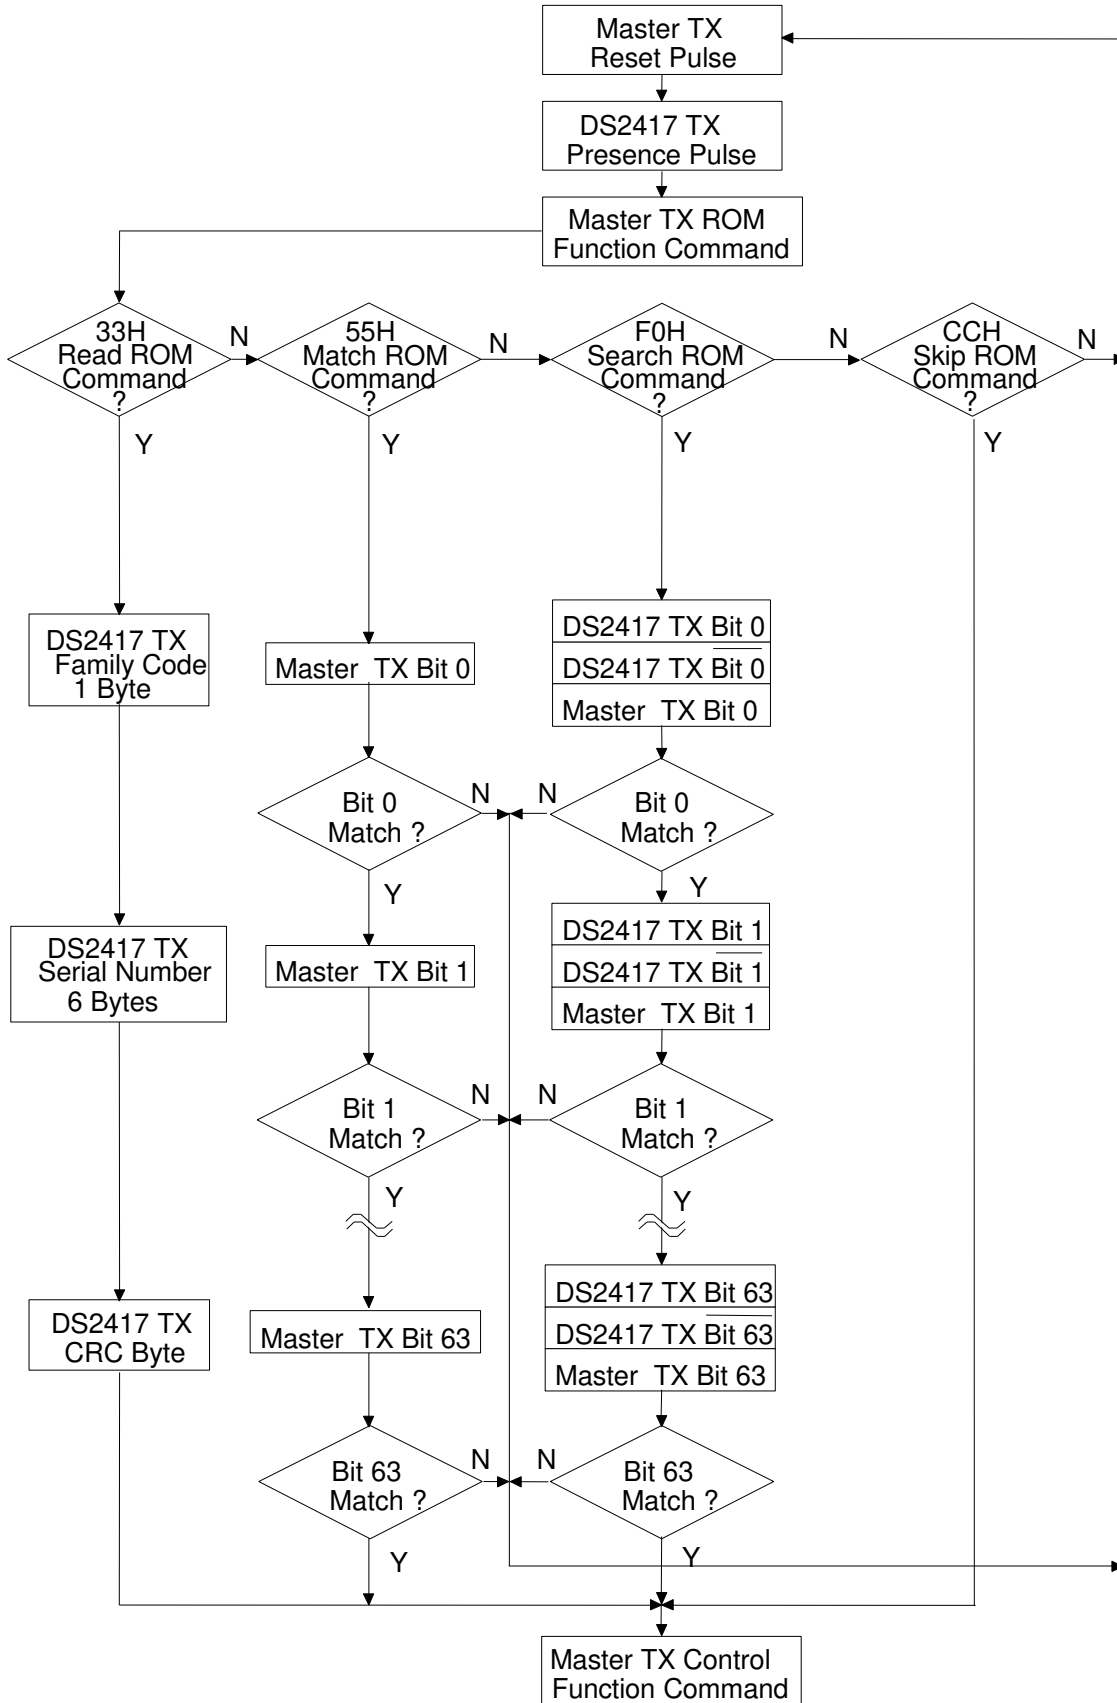 Master TX
Reset Pulse
DS2417 TX
Presence Pulse
Master TX ROM
Function Command
33H
Read ROM
Command
?
N
55H
Match ROM
Command
?
N
F0H
Search ROM
Command
?
N
CCH
Skip ROM
Command
?
N
Y
Y
Y
Y
DS2417 TX
Family Code
1 Byte
Master TX Bit 0
DS2417 TX Bit 0
DS2417 TX B̅i̅t̅ ̅0̅
Master TX Bit 0
Bit 0
Match ?
N
N
Bit 0
Match ?
Y
Y
DS2417 TX
Serial Number
6 Bytes
Master TX Bit 1
DS2417 TX Bit 1
DS2417 TX B̅i̅t̅ ̅1̅
Master TX Bit 1
Bit 1
Match ?
N
N
Bit 1
Match ?
Y
Y
DS2417 TX
CRC Byte
Master TX Bit 63
DS2417 TX Bit 63
DS2417 TX B̅i̅t̅ ̅6̅3̅
Master TX Bit 63
Bit 63
Match ?
N
N
Bit 63
Match ?
Y
Y
Master TX Control
Function Command